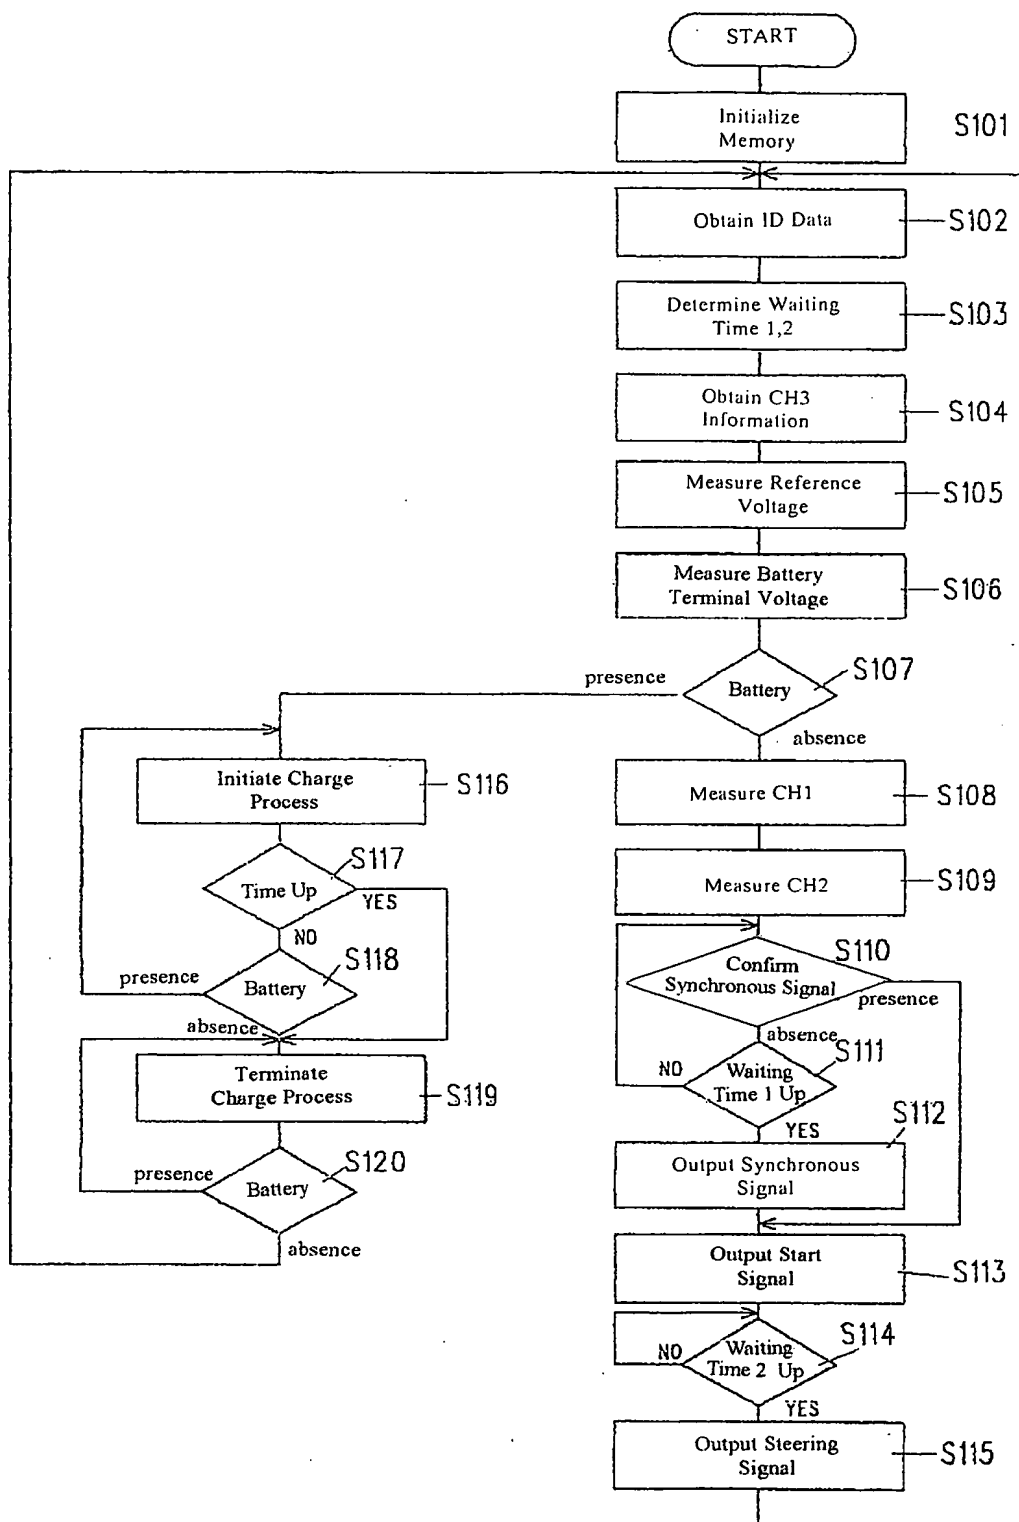 START
Initialize
Memory
S101
Obtain ID Data
S102
Determine Waiting
Time 1,2
S103
Obtain CH3
Information
S104
Measure Reference
Voltage
S105
Measure Battery
Terminal Voltage
S106
Battery
S107
presence
absence
Initiate Charge
Process
S116
Time Up
S117
YES
NO
Battery
S118
presence
absence
Terminate
Charge Process
S119
Battery
S120
presence
absence
Measure CH1
S108
Measure CH2
S109
Confirm
Synchronous Signal
S110
presence
absence
Waiting
Time 1 Up
S111
NO
YES
Output Synchronous
Signal
S112
Output Start
Signal
S113
Waiting
Time 2 Up
S114
NO
YES
Output Steering
Signal
S115